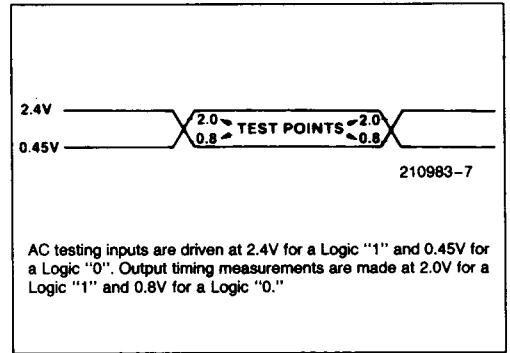 2.4V
2.0 TEST POINTS 2.0
0.45V 0.8 0.8
210983-7
AC testing inputs are driven at 2.4V for a Logic "1" and 0.45V for
a Logic "0". Output timing measurements are made at 2.0V for a
Logic "1" and 0.8V for a Logic "0."